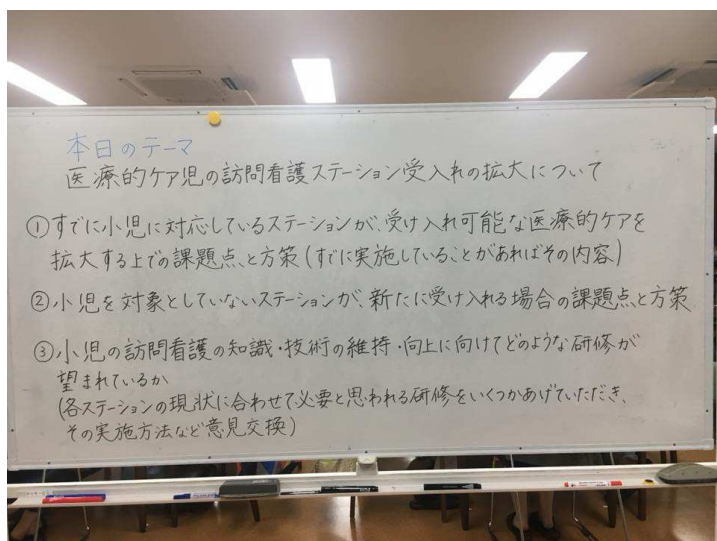 本日のテーマ
医療的ケア児の訪問看護ステーション受入れの拡大について
①すでに小児に対応しているステーションが、受け入れ可能な医療的ケアを
拡大する上での課題点と方策(すでに実施していることがあればその内容)
②小児を対象としていないステーションが、新たに受け入れる場合の課題点と方策
③小児の訪問看護の知識・技術の維持・向上に向けてどのような研修が
望まれているか
(各ステーションの現状に合わせて必要と思われる研修をいくつかあげていただき、
その実施方法など意見交換)